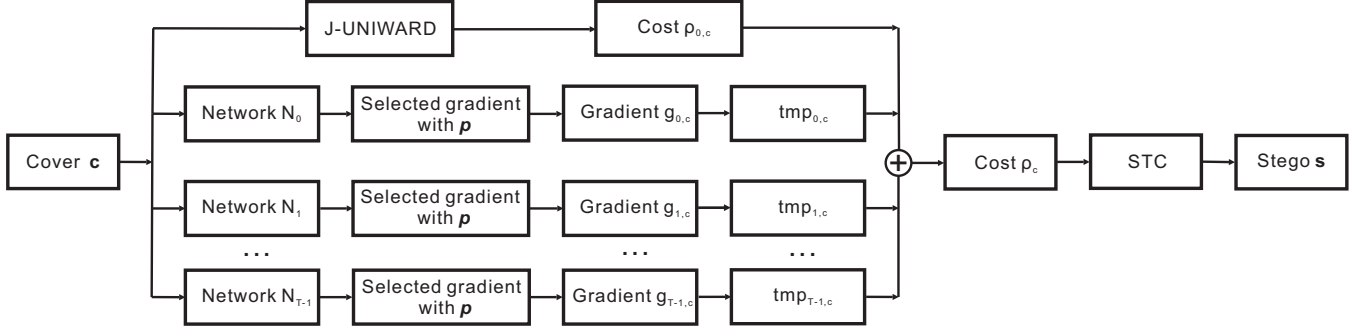 J-UNIWARD
Cost ρ₀,c
Network N₀
Selected gradient
with p
Gradient g₀,c
tmp₀,c
Cover c
+
Cost ρc
STC
Stego s
Network N₁
Selected gradient
with p
Gradient g₁,c
tmp₁,c
...
...
...
Network NT-1
Selected gradient
with p
Gradient gT-1,c
tmpT-1,c